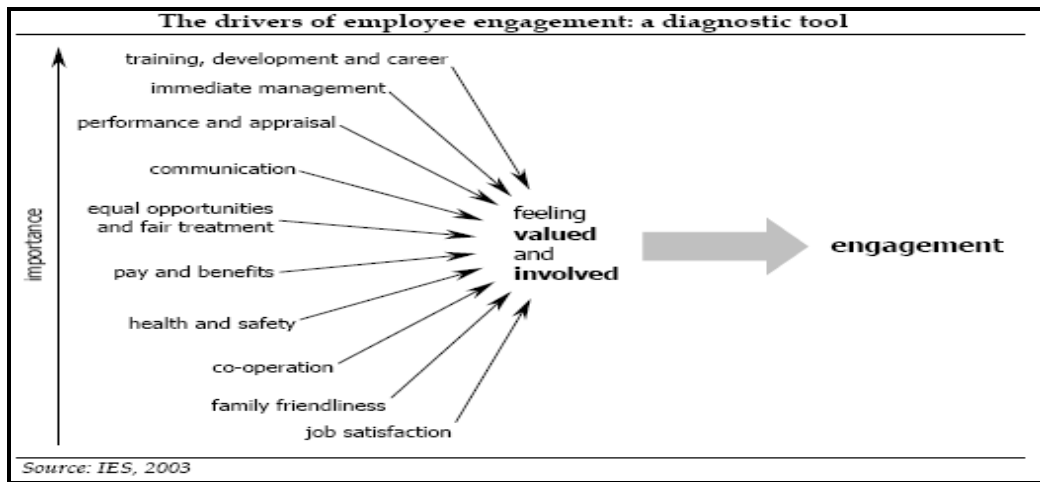 The drivers of employee engagement: a diagnostic tool
importance
training, development and career
immediate management
performance and appraisal
communication
equal opportunities
and fair treatment
pay and benefits
health and safety
co-operation
family friendliness
job satisfaction
feeling
valued
and
involved
engagement
Source: IES, 2003